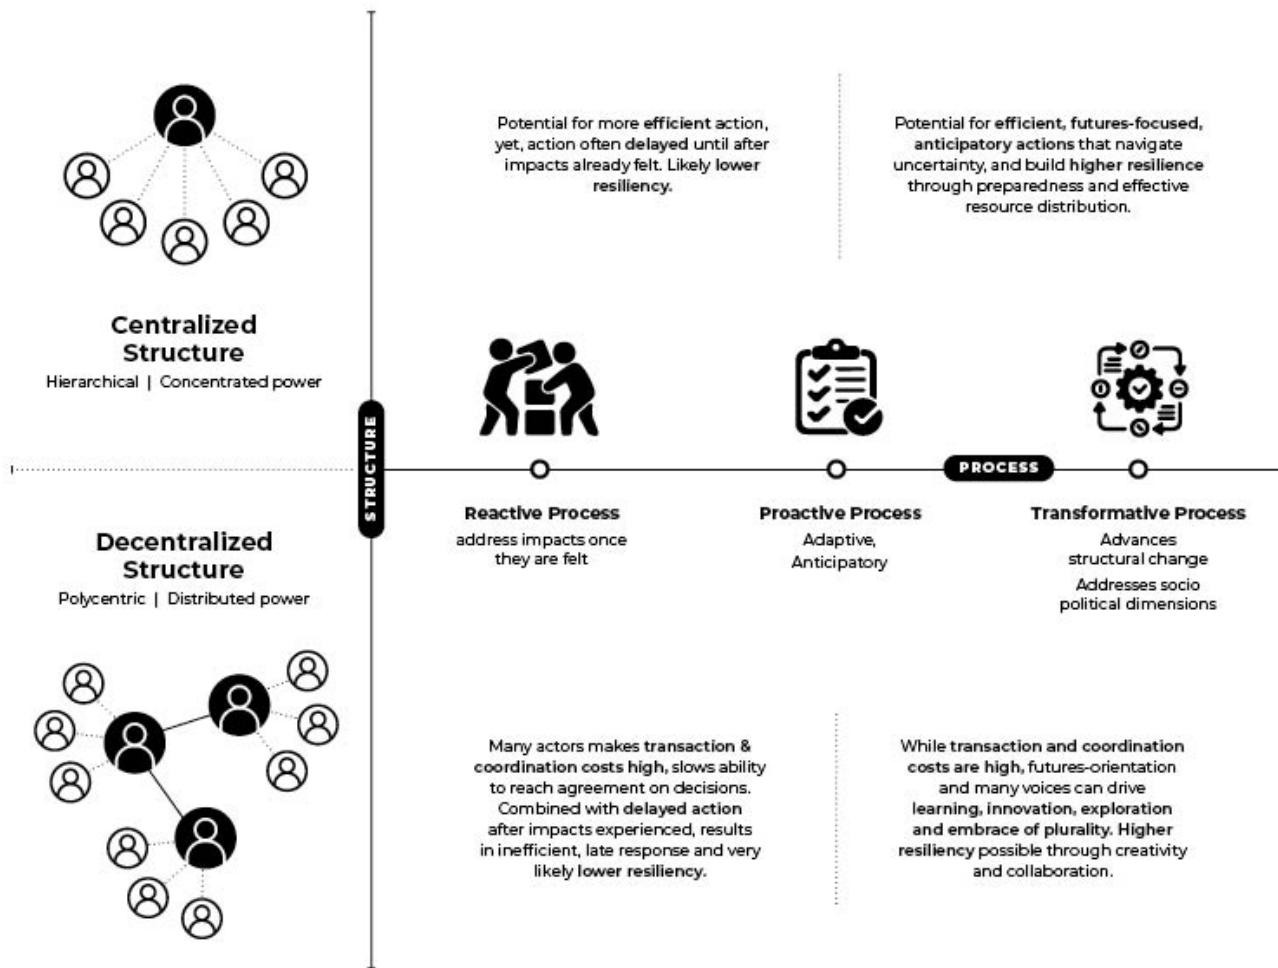 Potential for more efficient action,
yet, action often delayed until after
impacts already felt. Likely lower
resiliency.
Potential for efficient, futures-focused,
anticipatory actions that navigate
uncertainty, and build higher resilience
through preparedness and effective
resource distribution.
Centralized
Structure
Hierarchical | Concentrated power
STRUCTURE
PROCESS
Reactive Process
address impacts once
they are felt
Proactive Process
Adaptive,
Anticipatory
Transformative Process
Advances
structural change
Addresses socio
political dimensions
Decentralized
Structure
Polycentric | Distributed power
Many actors makes transaction &
coordination costs high, slows ability
to reach agreement on decisions.
Combined with delayed action
after impacts experienced, results
in inefficient, late response and very
likely lower resiliency.
While transaction and coordination
costs are high, futures-orientation
and many voices can drive
learning, innovation, exploration
and embrace of plurality. Higher
resiliency possible through creativity
and collaboration.